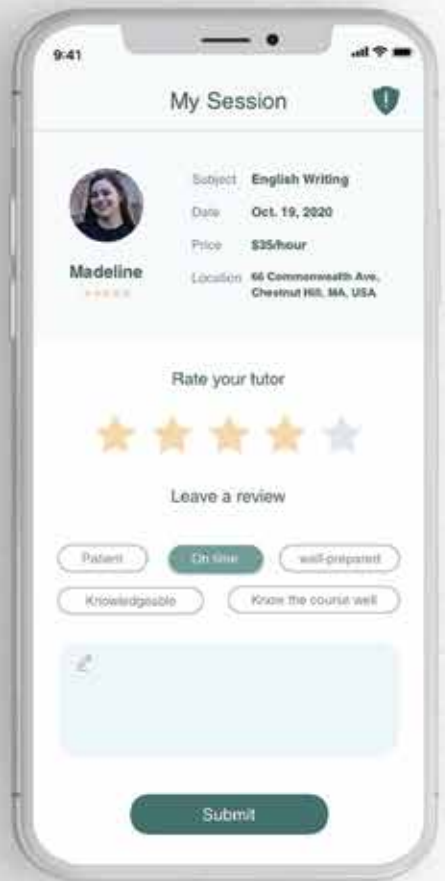 9:41
My Session
Subject English Writing
Date Oct. 19, 2020
Price $35/hour
Madeline
Location 66 Commonwealth Ave.
Chestnut Hill, MA, USA
Rate your tutor
Leave a review
Patient On time well-prepared
Knowledgeable Know the course well
Submit